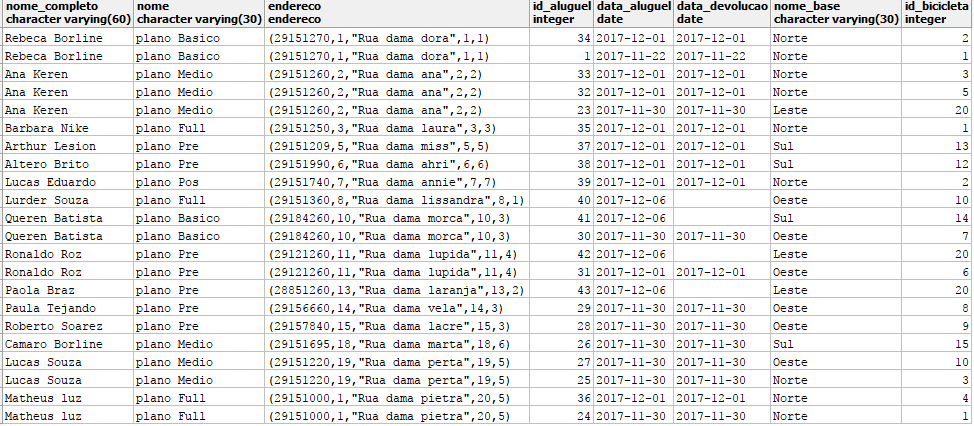 nome_completo nome endereco id_aluguel data_aluguel data_devolucao nome_base id_bicicleta
character varying(60) character varying(30) endereco integer date date character varying(30) integer
Rebeca Borline plano Basico (29151270,1,"Rua dama dora",1,1) 34 2017-12-01 2017-12-01 Norte 2
Rebeca Borline plano Basico (29151270,1,"Rua dama dora",1,1) 1 2017-11-22 2017-11-22 Norte 1
Ana Keren plano Medio (29151260,2,"Rua dama ana",2,2) 33 2017-12-01 2017-12-01 Norte 3
Ana Keren plano Medio (29151260,2,"Rua dama ana",2,2) 32 2017-12-01 2017-12-01 Norte 5
Ana Keren plano Medio (29151260,2,"Rua dama ana",2,2) 23 2017-11-30 2017-11-30 Leste 20
Barbara Nike plano Full (29151250,3,"Rua dama laura",3,3) 35 2017-12-01 2017-12-01 Norte 1
Arthur Lesion plano Pre (29151209,5,"Rua dama miss",5,5) 37 2017-12-01 2017-12-01 Sul 13
Altero Brito plano Pre (29151990,6,"Rua dama ahri",6,6) 38 2017-12-01 2017-12-01 Sul 12
Lucas Eduardo plano Pos (29151740,7,"Rua dama annie",7,7) 39 2017-12-01 2017-12-01 Norte 2
Lurder Souza plano Full (29151360,8,"Rua dama lissandra",8,1) 40 2017-12-06 Oeste 10
Queren Batista plano Basico (29184260,10,"Rua dama morca",10,3) 41 2017-12-06 Sul 14
Queren Batista plano Basico (29184260,10,"Rua dama morca",10,3) 30 2017-11-30 2017-11-30 Oeste 7
Ronaldo Roz plano Pre (29121260,11,"Rua dama lupida",11,4) 42 2017-12-06 Leste 20
Ronaldo Roz plano Pre (29121260,11,"Rua dama lupida",11,4) 31 2017-12-01 2017-12-01 Oeste 6
Paola Braz plano Pre (28851260,13,"Rua dama laranja",13,2) 43 2017-12-06 Leste 20
Paula Tejando plano Pre (29156660,14,"Rua dama vela",14,3) 29 2017-11-30 2017-11-30 Oeste 8
Roberto Soarez plano Pre (29157840,15,"Rua dama lacre",15,3) 28 2017-11-30 2017-11-30 Oeste 9
Camaro Borline plano Medio (29151695,18,"Rua dama marta",18,6) 26 2017-11-30 2017-11-30 Sul 15
Lucas Souza plano Medio (29151220,19,"Rua dama perta",19,5) 27 2017-11-30 2017-11-30 Oeste 10
Lucas Souza plano Medio (29151220,19,"Rua dama perta",19,5) 25 2017-11-30 2017-11-30 Norte 3
Matheus luz plano Full (29151000,1,"Rua dama pietra",20,5) 36 2017-12-01 2017-12-01 Norte 4
Matheus luz plano Full (29151000,1,"Rua dama pietra",20,5) 24 2017-11-30 2017-11-30 Norte 1